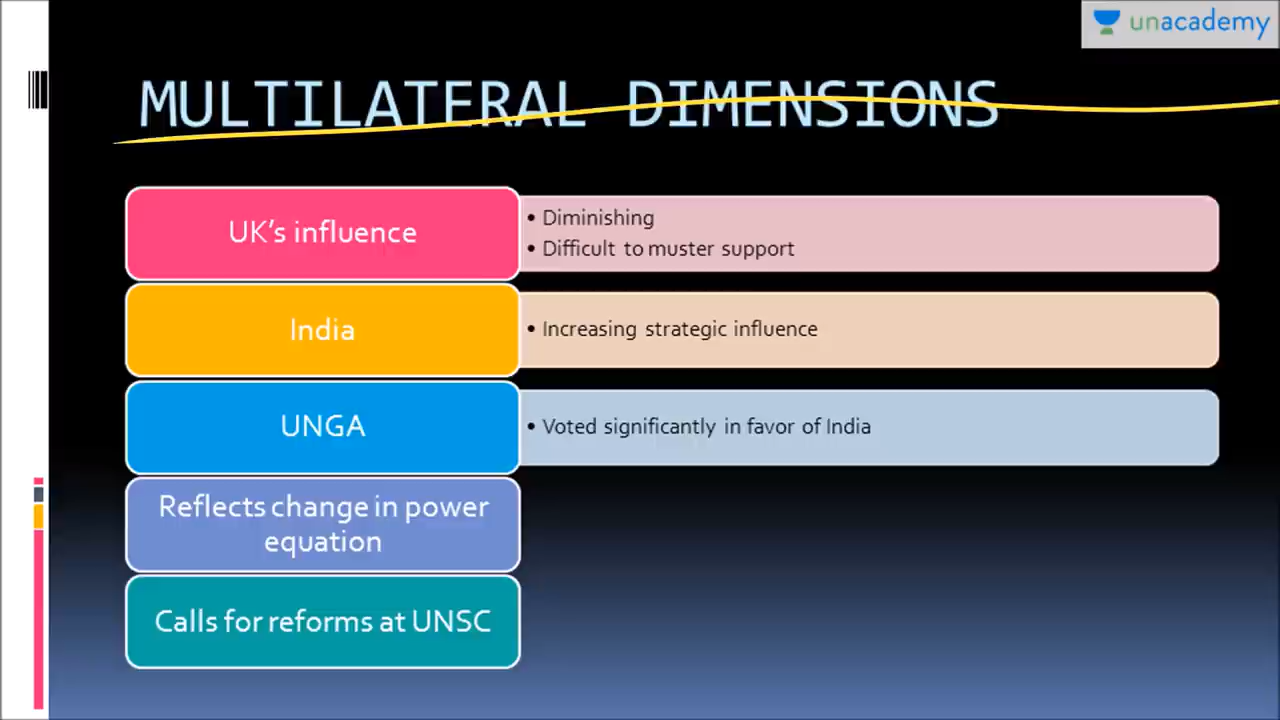 unacademy
MULTILATERAL DIMENSIONS
UK's influence
• Diminishing
• Difficult to muster support
India
• Increasing strategic influence
UNGA
• Voted significantly in favor of India
Reflects change in power
equation
Calls for reforms at UNSC